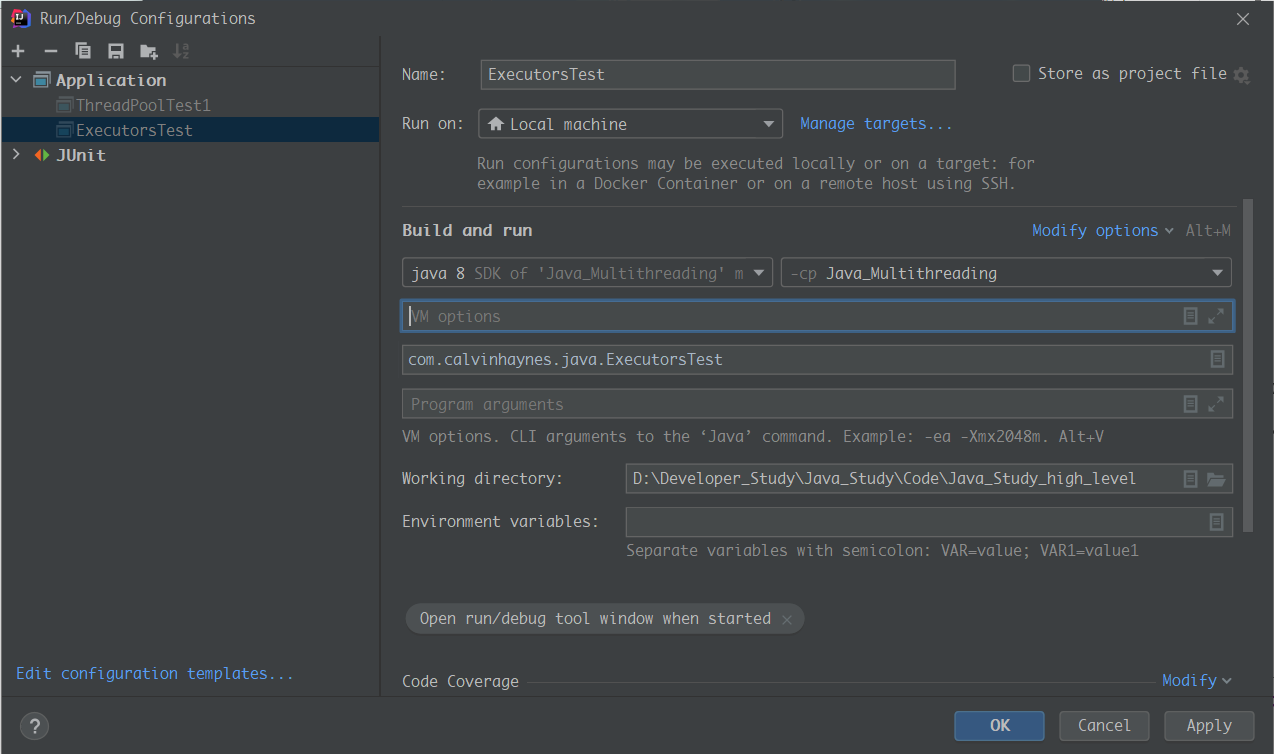 Run/Debug Configurations
Application
ThreadPoolTest1
ExecutorsTest
JUnit
Edit configuration templates...
Name: ExecutorsTest Store as project file
Run on: Local machine Manage targets...
Run configurations may be executed locally or on a target: for
example in a Docker Container or on a remote host using SSH.
Build and run Modify options Alt+M
java 8 SDK of 'Java_Multithreading' m -cp Java_Multithreading
VM options
com.calvinhaynes.java.ExecutorsTest
Program arguments
VM options. CLI arguments to the ‘Java’ command. Example: -ea -Xmx2048m. Alt+V
Working directory: D:\Developer_Study\Java_Study\Code\Java_Study_high_level
Environment variables:
Separate variables with semicolon: VAR=value; VAR1=value1
Open run/debug tool window when started
Code Coverage Modify
? OK Cancel Apply